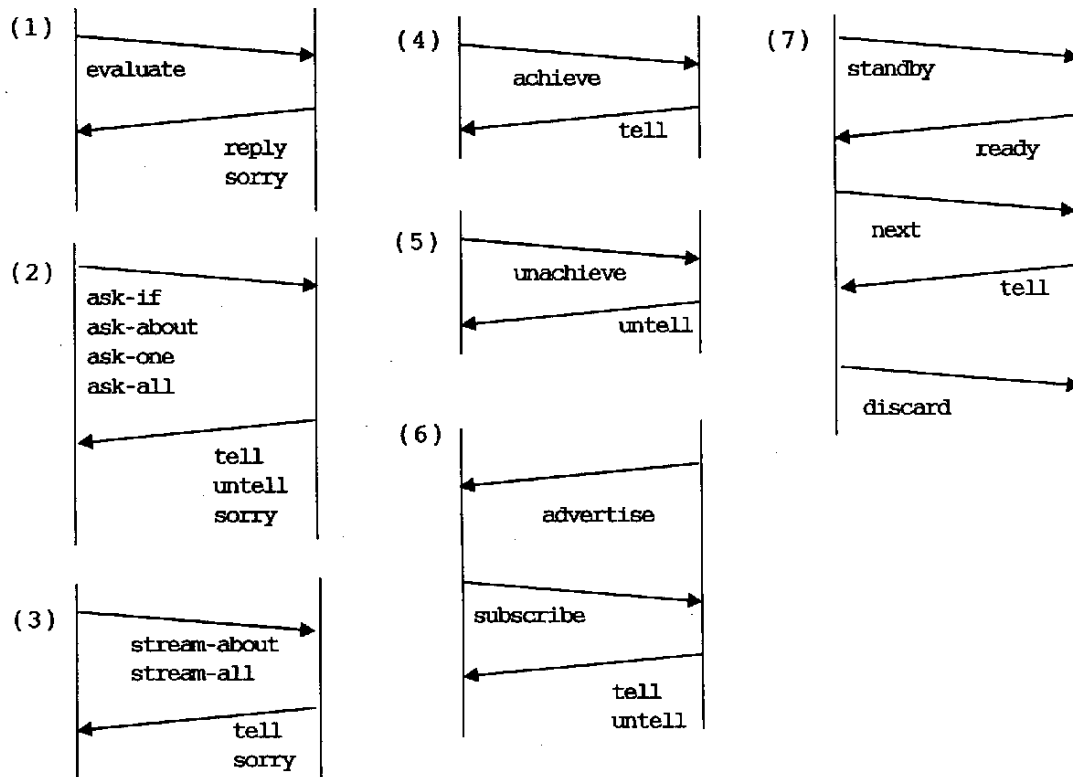 (1)
evaluate
reply
sorry
(2)
ask-if
ask-about
ask-one
ask-all
tell
untell
sorry
(3)
stream-about
stream-all
tell
sorry
(4)
achieve
tell
(5)
unachieve
untell
(6)
advertise
subscribe
tell
untell
(7)
standby
ready
next
tell
discard